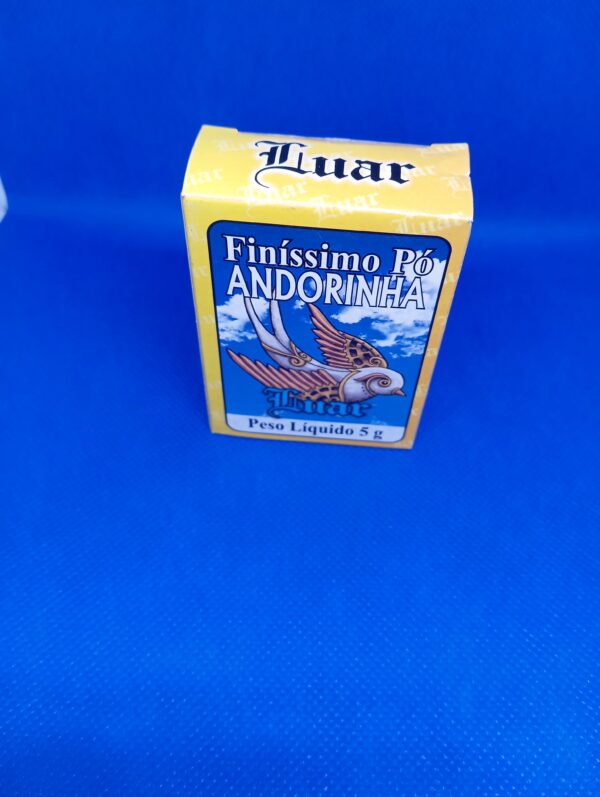 Luar
Finíssimo Pó
ANDORINHA
Luar
Peso Líquido 5 g